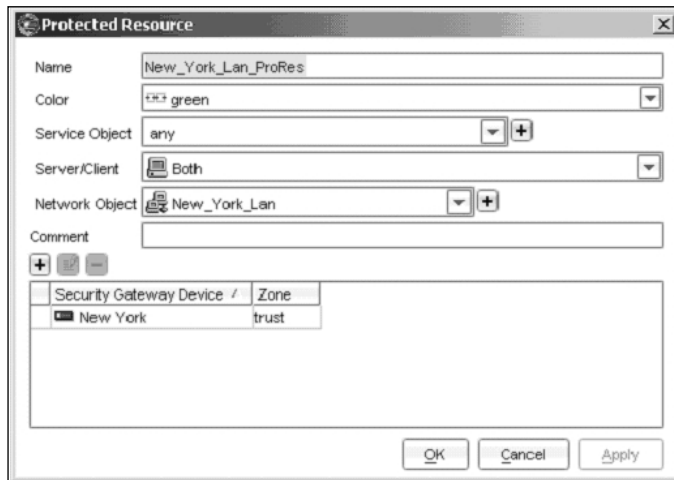 Protected Resource
Name New_York_Lan_ProRes
Color green
Service Object any
Server/Client Both
Network Object New_York_Lan
Comment
Security Gateway Device / Zone
New York trust
OK Cancel Apply